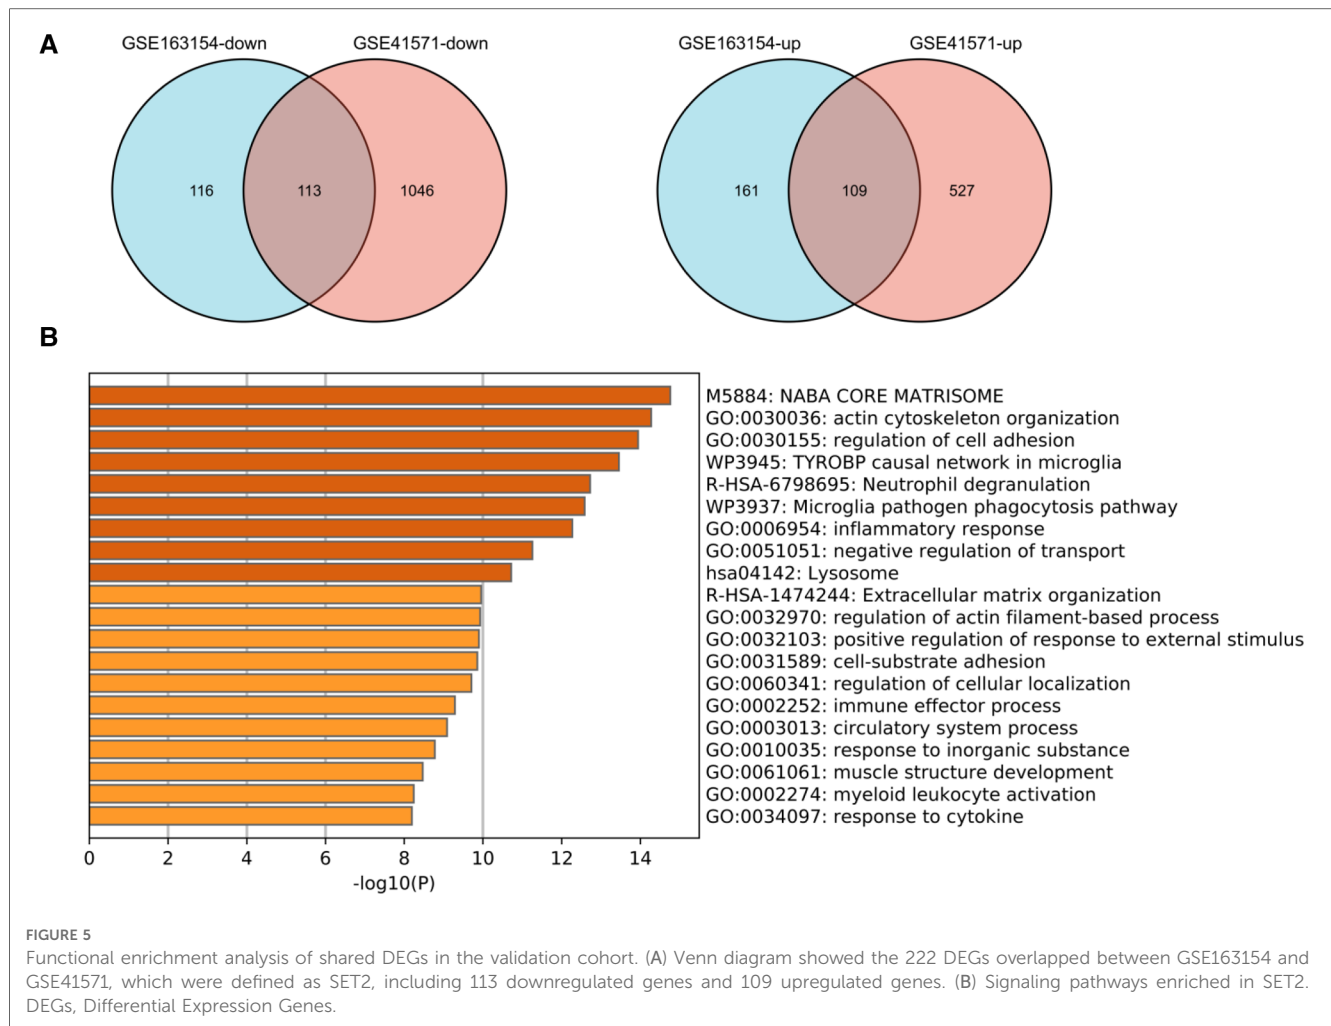 A
GSE163154-down
GSE41571-down
GSE163154-up
GSE41571-up
116
113
1046
161
109
527
B
M5884: NABA CORE MATRISOME
GO:0030036: actin cytoskeleton organization
GO:0030155: regulation of cell adhesion
WP3945: TYROBP causal network in microglia
R-HSA-6798695: Neutrophil degranulation
WP3937: Microglia pathogen phagocytosis pathway
GO:0006954: inflammatory response
GO:0051051: negative regulation of transport
hsa04142: Lysosome
R-HSA-1474244: Extracellular matrix organization
GO:0032970: regulation of actin filament-based process
GO:0032103: positive regulation of response to external stimulus
GO:0031589: cell-substrate adhesion
GO:0060341: regulation of cellular localization
GO:0002252: immune effector process
GO:0003013: circulatory system process
GO:0010035: response to inorganic substance
GO:0061061: muscle structure development
GO:0002274: myeloid leukocyte activation
GO:0034097: response to cytokine
0 2 4 6 8 10 12 14
-log10(P)
FIGURE 5
Functional enrichment analysis of shared DEGs in the validation cohort. (A) Venn diagram showed the 222 DEGs overlapped between GSE163154 and
GSE41571, which were defined as SET2, including 113 downregulated genes and 109 upregulated genes. (B) Signaling pathways enriched in SET2.
DEGs, Differential Expression Genes.